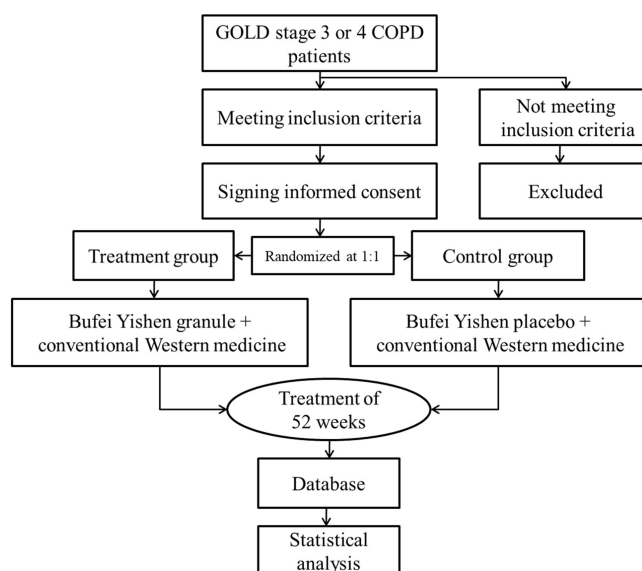 GOLD stage 3 or 4 COPD
patients
Meeting inclusion criteria
Not meeting
inclusion criteria
Signing informed consent
Excluded
Treatment group
Randomized at 1:1
Control group
Bufei Yishen granule +
conventional Western medicine
Bufei Yishen placebo +
conventional Western medicine
Treatment of
52 weeks
Database
Statistical
analysis